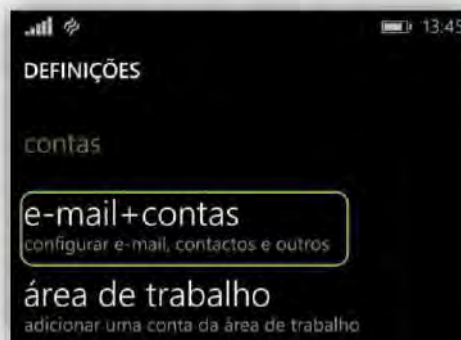 13:45
DEFINIÇÕES
contas
e-mail+contas
configurar e-mail, contactos e outros
área de trabalho
adicionar uma conta da área de trabalho